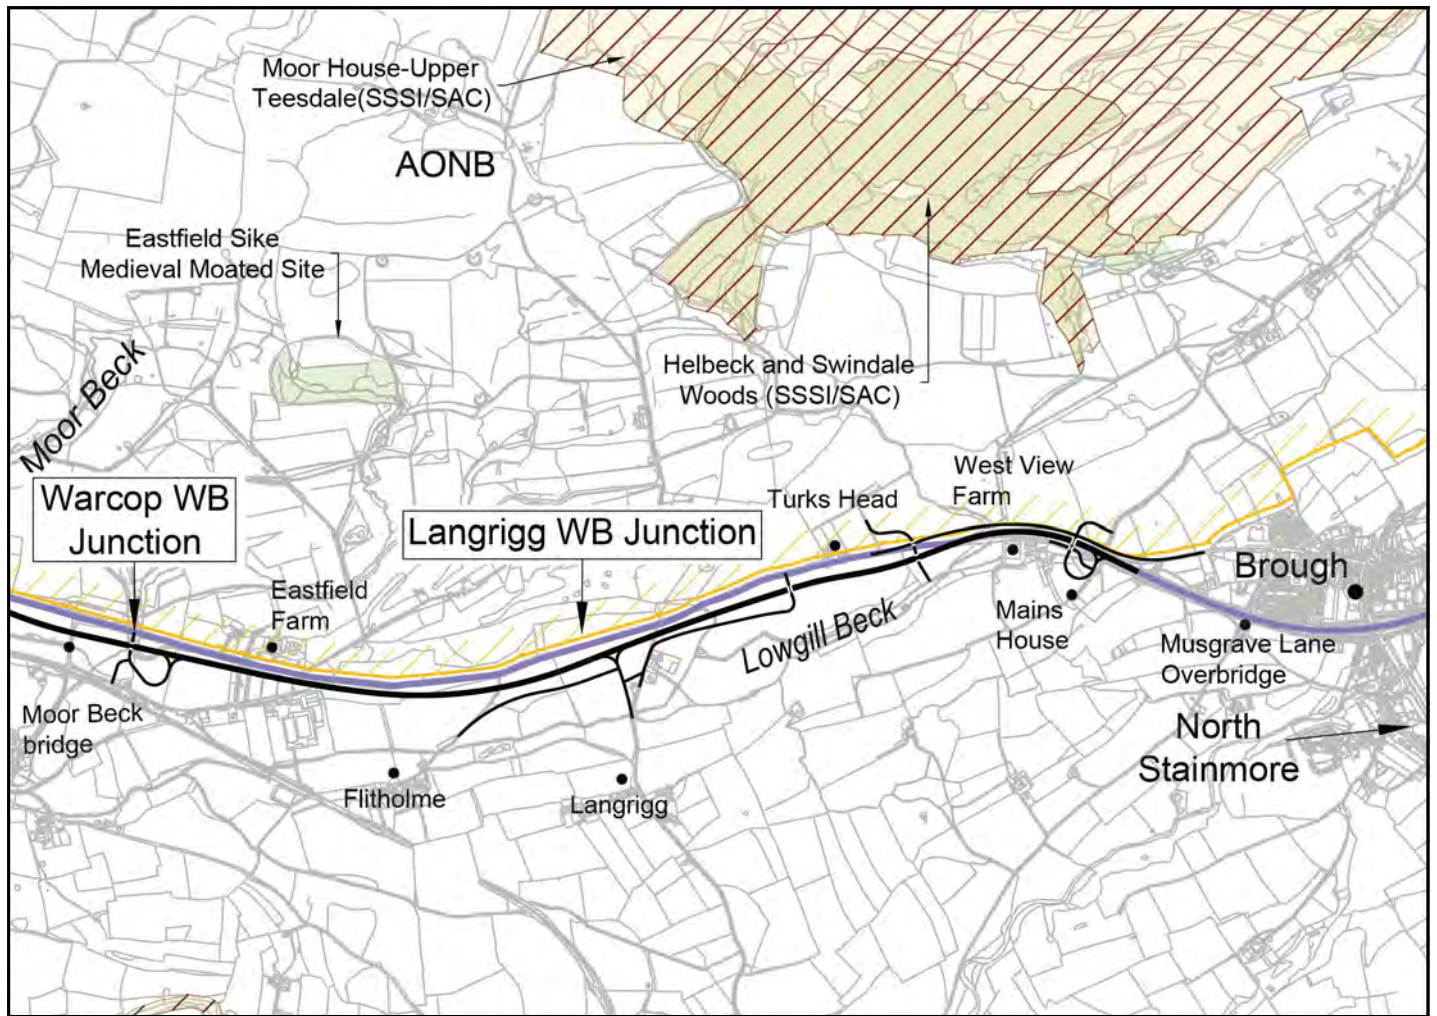 Moor House-Upper
Teesdale(SSSI/SAC)
AONB
Eastfield Sike
Medieval Moated Site
Moor Beck
Helbeck and Swindale
Woods (SSSI/SAC)
Warcop WB
Junction
Langrigg WB Junction
Turks Head
West View
Farm
Eastfield
Farm
Brough
Lowgill Beck
Mains
House
Musgrave Lane
Overbridge
Moor Beck
bridge
North
Stainmore
Flitholme
Langrigg